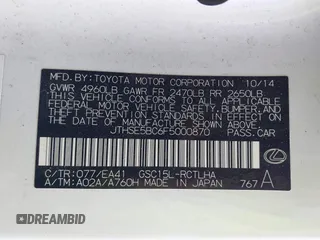 MFD. BY: TOYOTA MOTOR CORPORATION 10/14
GVWR 4960LB GAWR FR 2470LB RR 2650LB
THIS VEHICLE CONFORMS TO ALL APPLICABLE
FEDERAL MOTOR VEHICLE SAFETY, BUMPER, AND
THEFT PREVENTION STANDARDS IN EFFECT ON
THE DATE OF MANUFACTURE SHOWN ABOVE.
JTHSE5BC6F5000870 PASS.CAR
C/TR: 077/EA41 GSC15L-RCTLHA
A/TM: A02A/A760H MADE IN JAPAN 767 A
IDRIVESAFELY